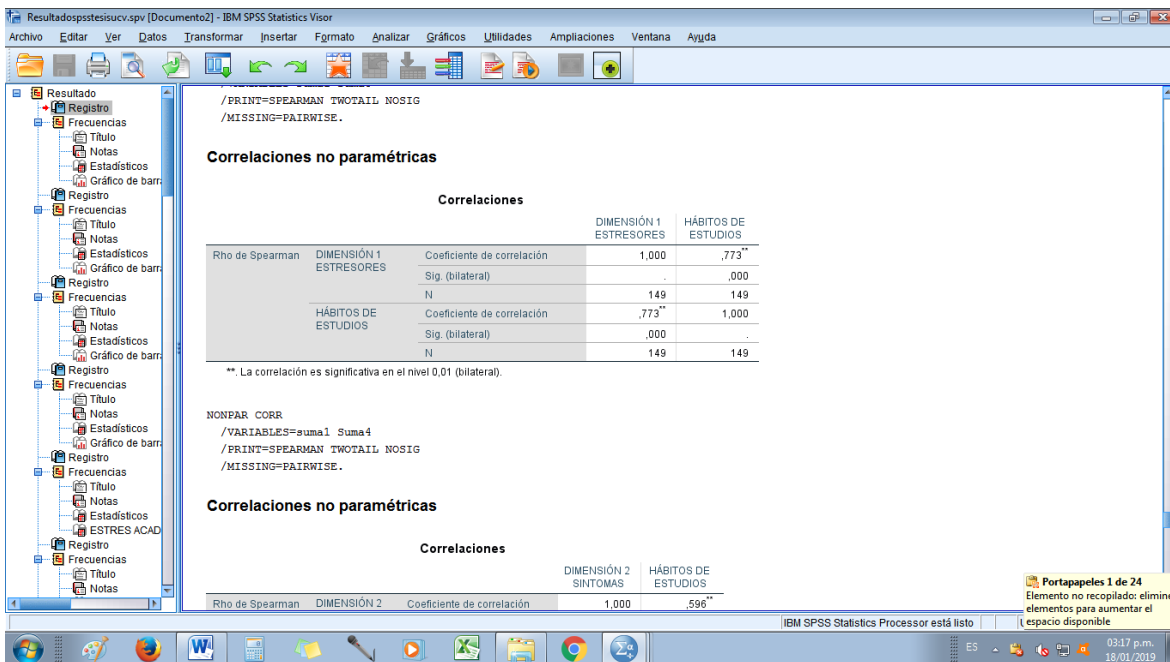 Resultadospsstesisucv.spv [Documento2] - IBM SPSS Statistics Visor
Archivo Editar Ver Datos Transformar Insertar Formato Analizar Gráficos Utilidades Ampliaciones Ventana Ayuda
Resultado
Registro
Frecuencias
Título
Notas
Estadísticos
Gráfico de barr
Registro
Frecuencias
Título
Notas
Estadísticos
Gráfico de barr
Registro
Frecuencias
Título
Notas
Estadísticos
Gráfico de barr
Registro
Frecuencias
Título
Notas
Estadísticos
Gráfico de barr
Registro
Frecuencias
Título
Notas
Estadísticos
ESTRES ACAD
Registro
Frecuencias
Título
Notas
/PRINT=SPEARMAN TWOTAIL NOSIG
/MISSING=PAIRWISE.
Correlaciones no paramétricas
Correlaciones
DIMENSIÓN 1 ESTRESORES HÁBITOS DE ESTUDIOS
Rho de Spearman DIMENSIÓN 1 ESTRESORES Coeficiente de correlación 1,000 ,773**
Sig. (bilateral) . ,000
N 149 149
HÁBITOS DE ESTUDIOS Coeficiente de correlación ,773** 1,000
Sig. (bilateral) ,000 .
N 149 149
**. La correlación es significativa en el nivel 0,01 (bilateral).
NONPAR CORR
/VARIABLES=suma1 Suma4
/PRINT=SPEARMAN TWOTAIL NOSIG
/MISSING=PAIRWISE.
Correlaciones no paramétricas
Correlaciones
DIMENSIÓN 2 SINTOMAS HÁBITOS DE ESTUDIOS
Rho de Spearman DIMENSIÓN 2 Coeficiente de correlación 1,000 ,596**
Portapapeles 1 de 24
Elemento no recopilado: elimine
elementos para aumentar el
espacio disponible
IBM SPSS Statistics Processor está listo
ES
03:17 p.m.
18/01/2019